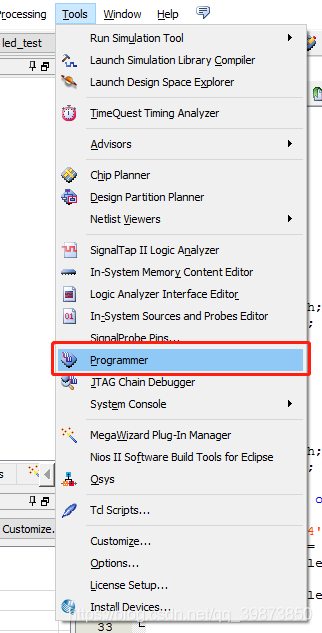 rocessing Tools Window Help
led_test
Run Simulation Tool
Launch Simulation Library Compiler
Launch Design Space Explorer
TimeQuest Timing Analyzer
Advisors
Chip Planner
Design Partition Planner
Netlist Viewers
SignalTap II Logic Analyzer
In-System Memory Content Editor
Logic Analyzer Interface Editor
In-System Sources and Probes Editor
SignalProbe Pins...
Programmer
JTAG Chain Debugger
System Console
MegaWizard Plug-In Manager
Nios II Software Build Tools for Eclipse
s
Qsys
Tcl Scripts...
Customize...
Customize...
Options...
License Setup...
Install Devices...
https://blog.csdn.net/qq_39873850
33
h;
;
h;
;
o
4'
=
le
le